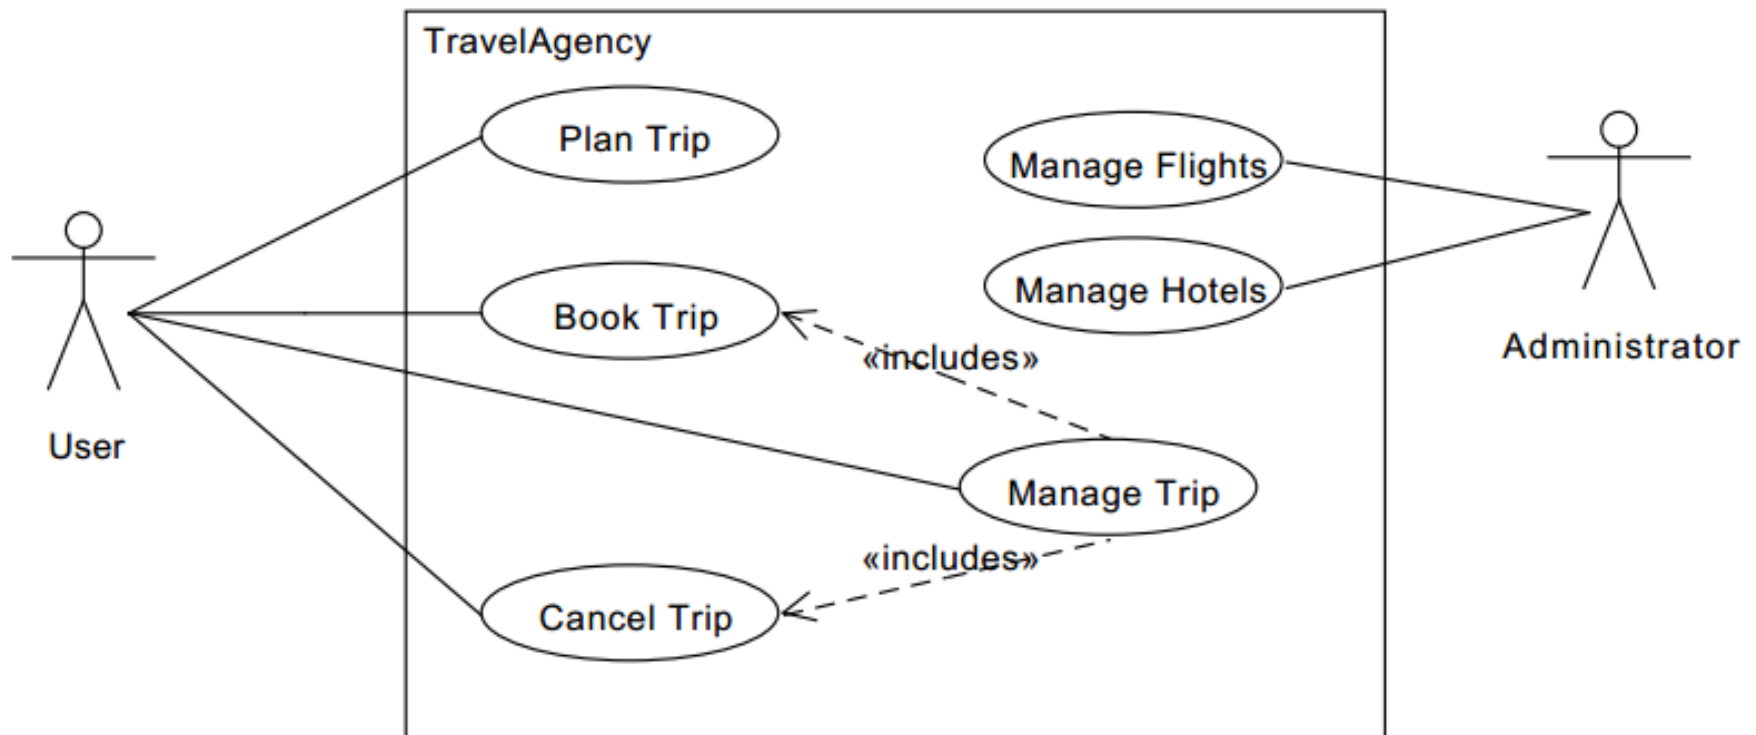 TravelAgency
Plan Trip
Manage Flights
Book Trip
Manage Hotels
«includes»
Administrator
User
Manage Trip
«includes»
Cancel Trip